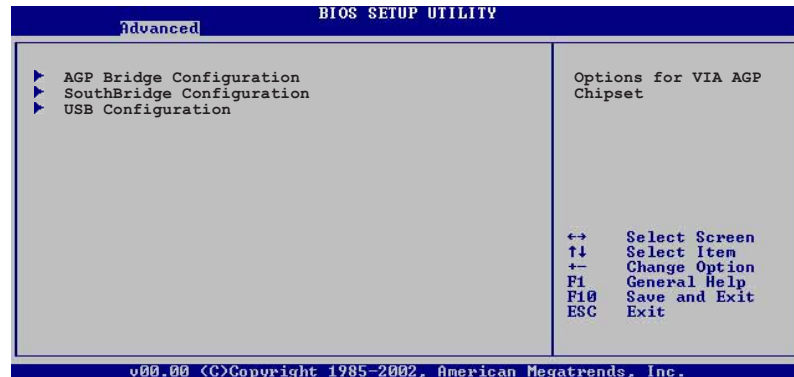 BIOS SETUP UTILITY
Advanced
AGP Bridge Configuration
SouthBridge Configuration
USB Configuration
Options for VIA AGP
Chipset
←→ Select Screen
↑↓ Select Item
+- Change Option
F1 General Help
F10 Save and Exit
ESC Exit
v00.00 (C)Copyright 1985-2002, American Megatrends, Inc.